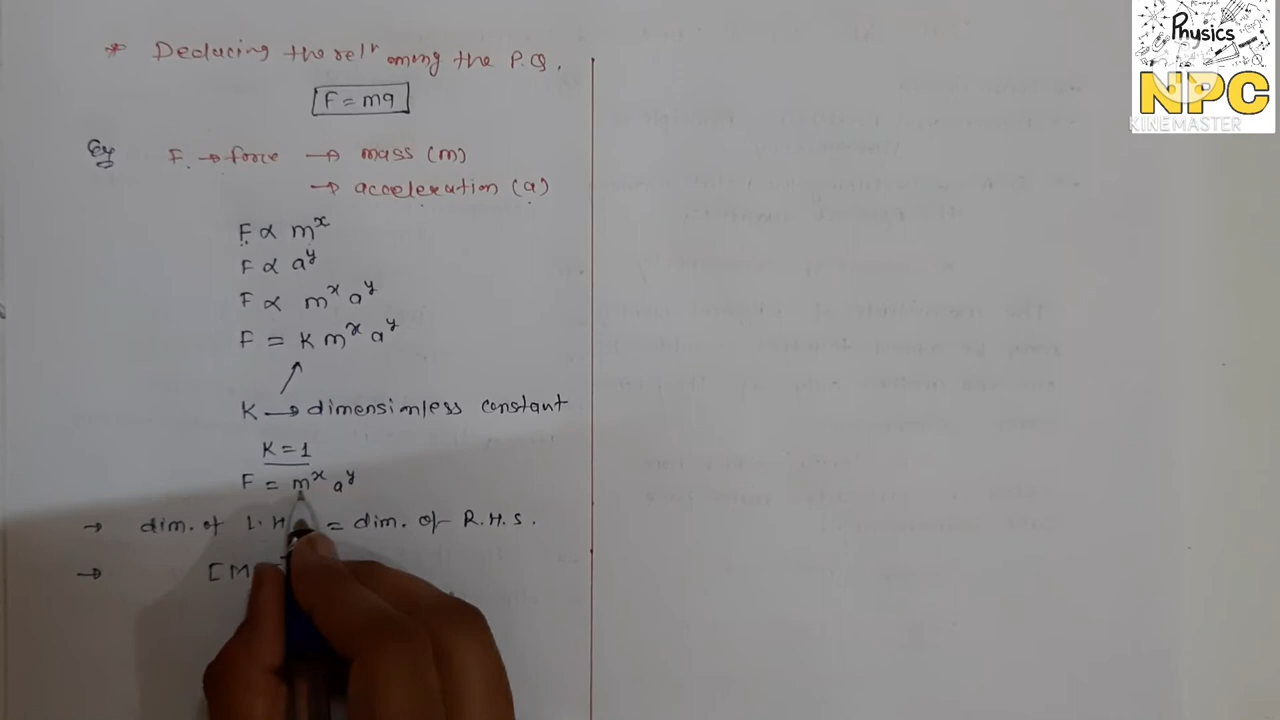 * Deducing the relⁿ among the P.Q.
F = ma
Ex F → force → mass (m)
→ acceleration (a)
F ∝ m^x
F ∝ a^y
F ∝ m^x a^y
F = K m^x a^y
K → dimensionless constant
K = 1
F = m^x a^y
→ dim. of L.H = dim. of R.H.S.
→ [M
Physics
NPC
KINEMASTER